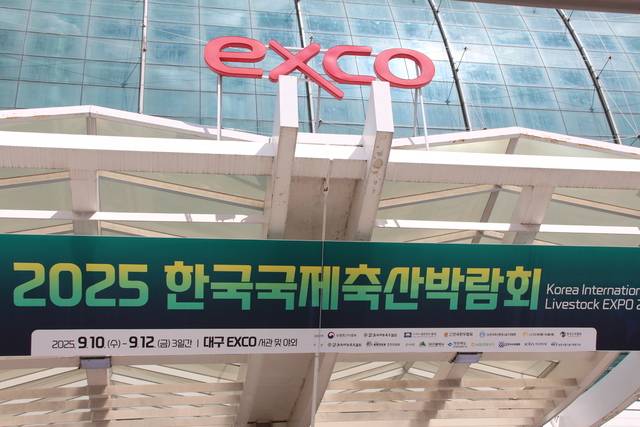 exco
2025 한국국제축산박람회
Korea Internation
Livestock EXPO 2
2025. 9.10.(수) - 9.12.(금) 3일간 | 대구 EXCO 서관 및 야외